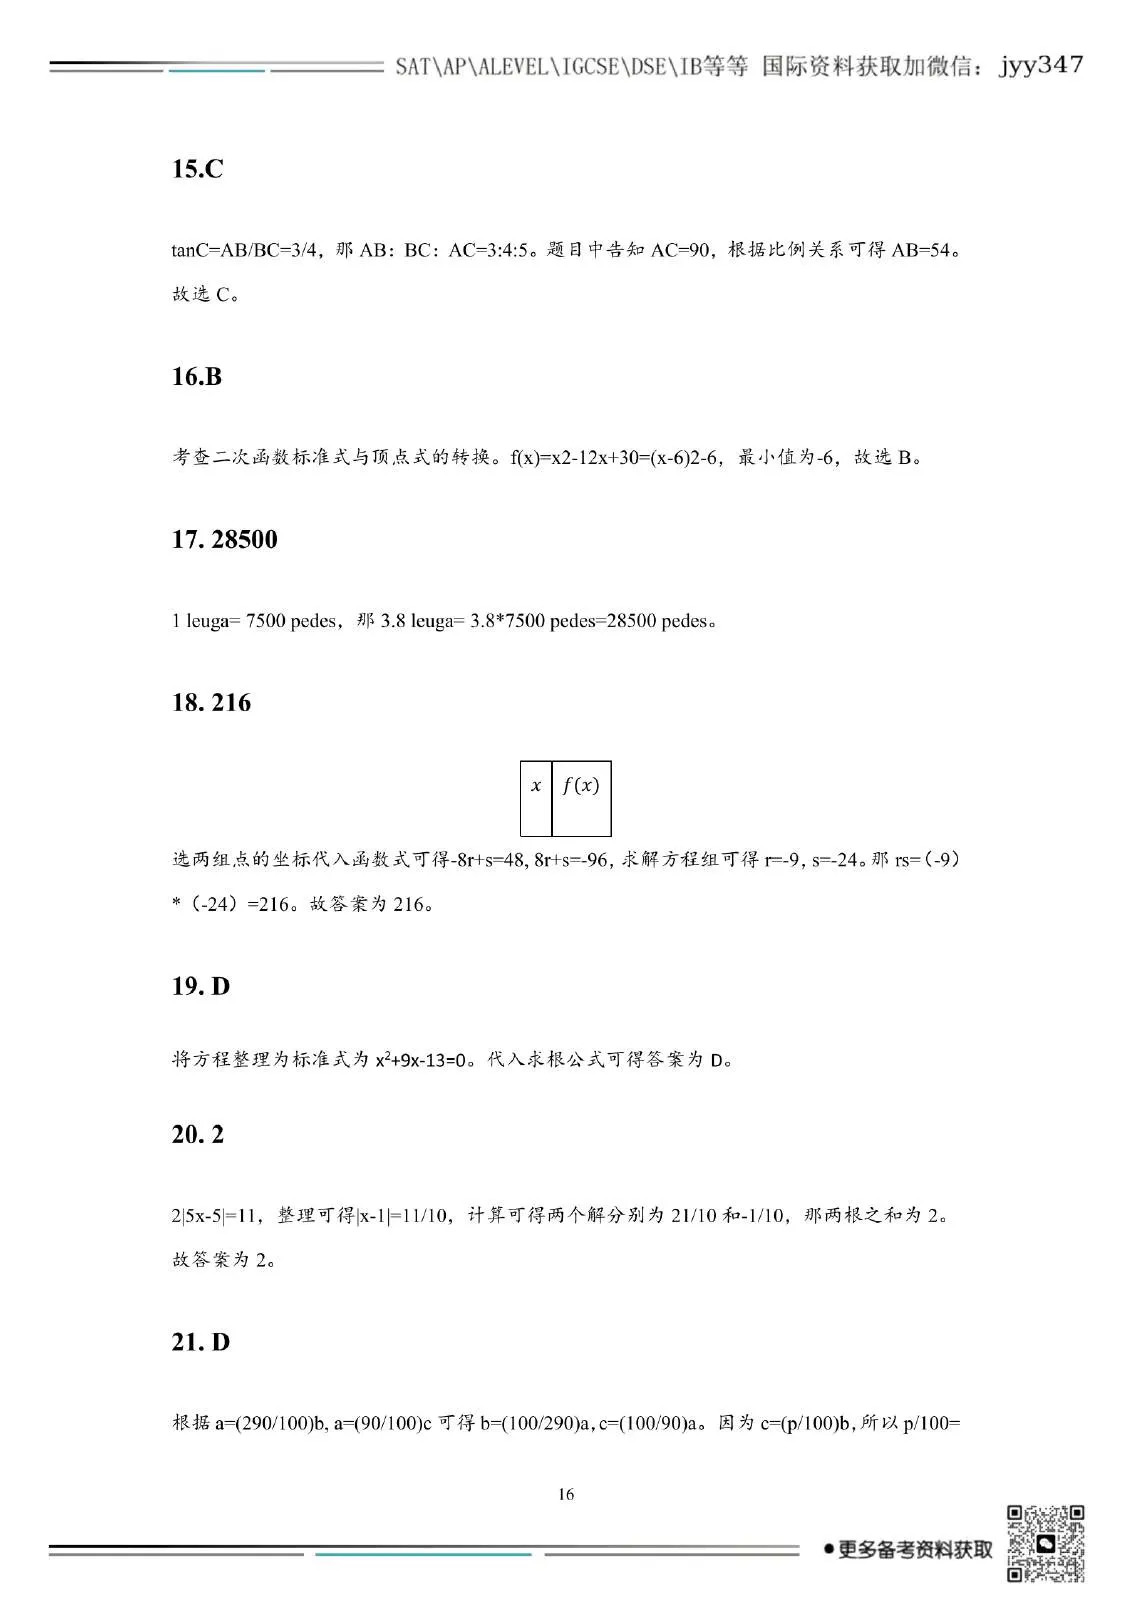 SAT\AP\ALEVEL\IGCSE\DSE\IB等等 国际资料获取加微信：jyy347
15.C
tanC=AB/BC=3/4，那 AB：BC：AC=3:4:5。题目中告知 AC=90，根据比例关系可得 AB=54。
故选 C。
16.B
考查二次函数标准式与顶点式的转换。f(x)=x2-12x+30=(x-6)2-6，最小值为-6，故选 B。
17. 28500
1 leuga= 7500 pedes，那 3.8 leuga= 3.8*7500 pedes=28500 pedes。
18. 216
x f(x)
选两组点的坐标代入函数式可得-8r+s=48, 8r+s=-96，求解方程组可得 r=-9，s=-24。那 rs=（-9）
*（-24）=216。故答案为 216。
19. D
将方程整理为标准式为 x²+9x-13=0。代入求根公式可得答案为 D。
20. 2
2|5x-5|=11，整理可得|x-1|=11/10，计算可得两个解分别为 21/10 和-1/10，那两根之和为 2。
故答案为 2。
21. D
根据 a=(290/100)b, a=(90/100)c 可得 b=(100/290)a，c=(100/90)a。因为 c=(p/100)b，所以 p/100=
16
●更多备考资料获取